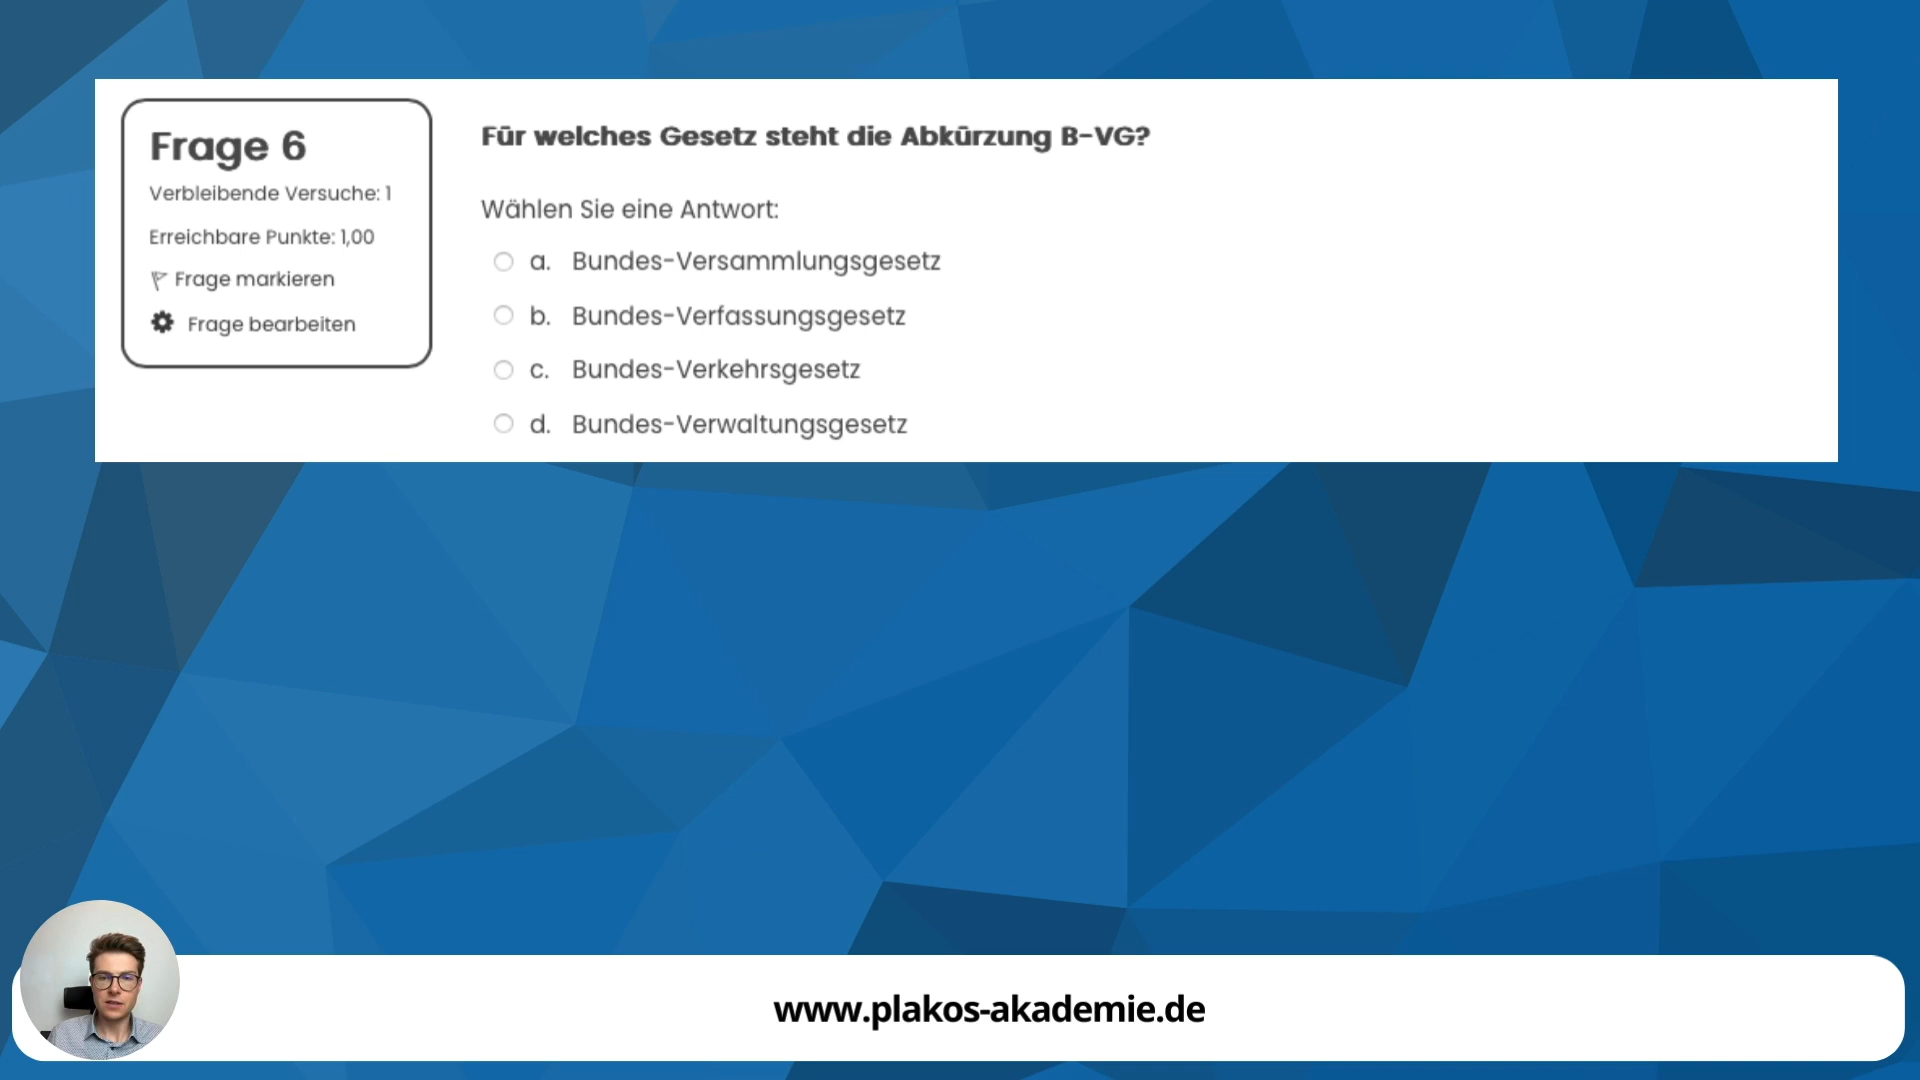 Frage 6
Verbleibende Versuche: 1
Erreichbare Punkte: 1,00
Frage markieren
Frage bearbeiten
Für welches Gesetz steht die Abkürzung B-VG?
Wählen Sie eine Antwort:
a. Bundes-Versammlungsgesetz
b. Bundes-Verfassungsgesetz
c. Bundes-Verkehrsgesetz
d. Bundes-Verwaltungsgesetz
www.plakos-akademie.de